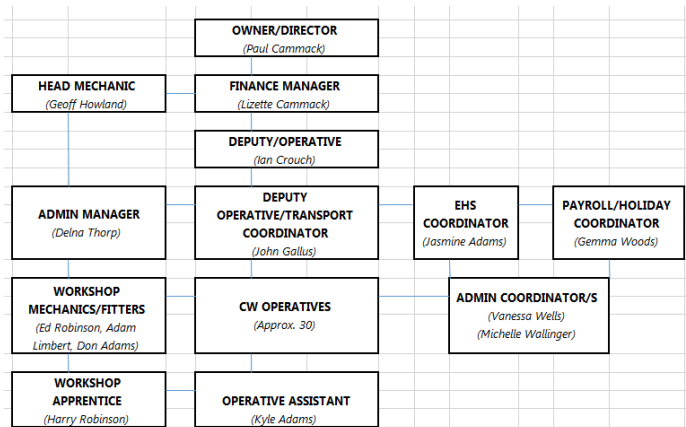 OWNER/DIRECTOR
(Paul Cammack)
HEAD MECHANIC
(Geoff Howland)
FINANCE MANAGER
(Lizette Cammack)
DEPUTY/OPERATIVE
(Ian Crouch)
ADMIN MANAGER
(Delna Thorp)
DEPUTY
OPERATIVE/TRANSPORT
COORDINATOR
(John Gallus)
EHS
COORDINATOR
(Jasmine Adams)
PAYROLL/HOLIDAY
COORDINATOR
(Gemma Woods)
WORKSHOP
MECHANICS/FITTERS
(Ed Robinson, Adam
Limbert, Don Adams)
CW OPERATIVES
(Approx. 30)
ADMIN COORDINATOR/S
(Vanessa Wells)
(Michelle Wallinger)
WORKSHOP
APPRENTICE
(Harry Robinson)
OPERATIVE ASSISTANT
(Kyle Adams)